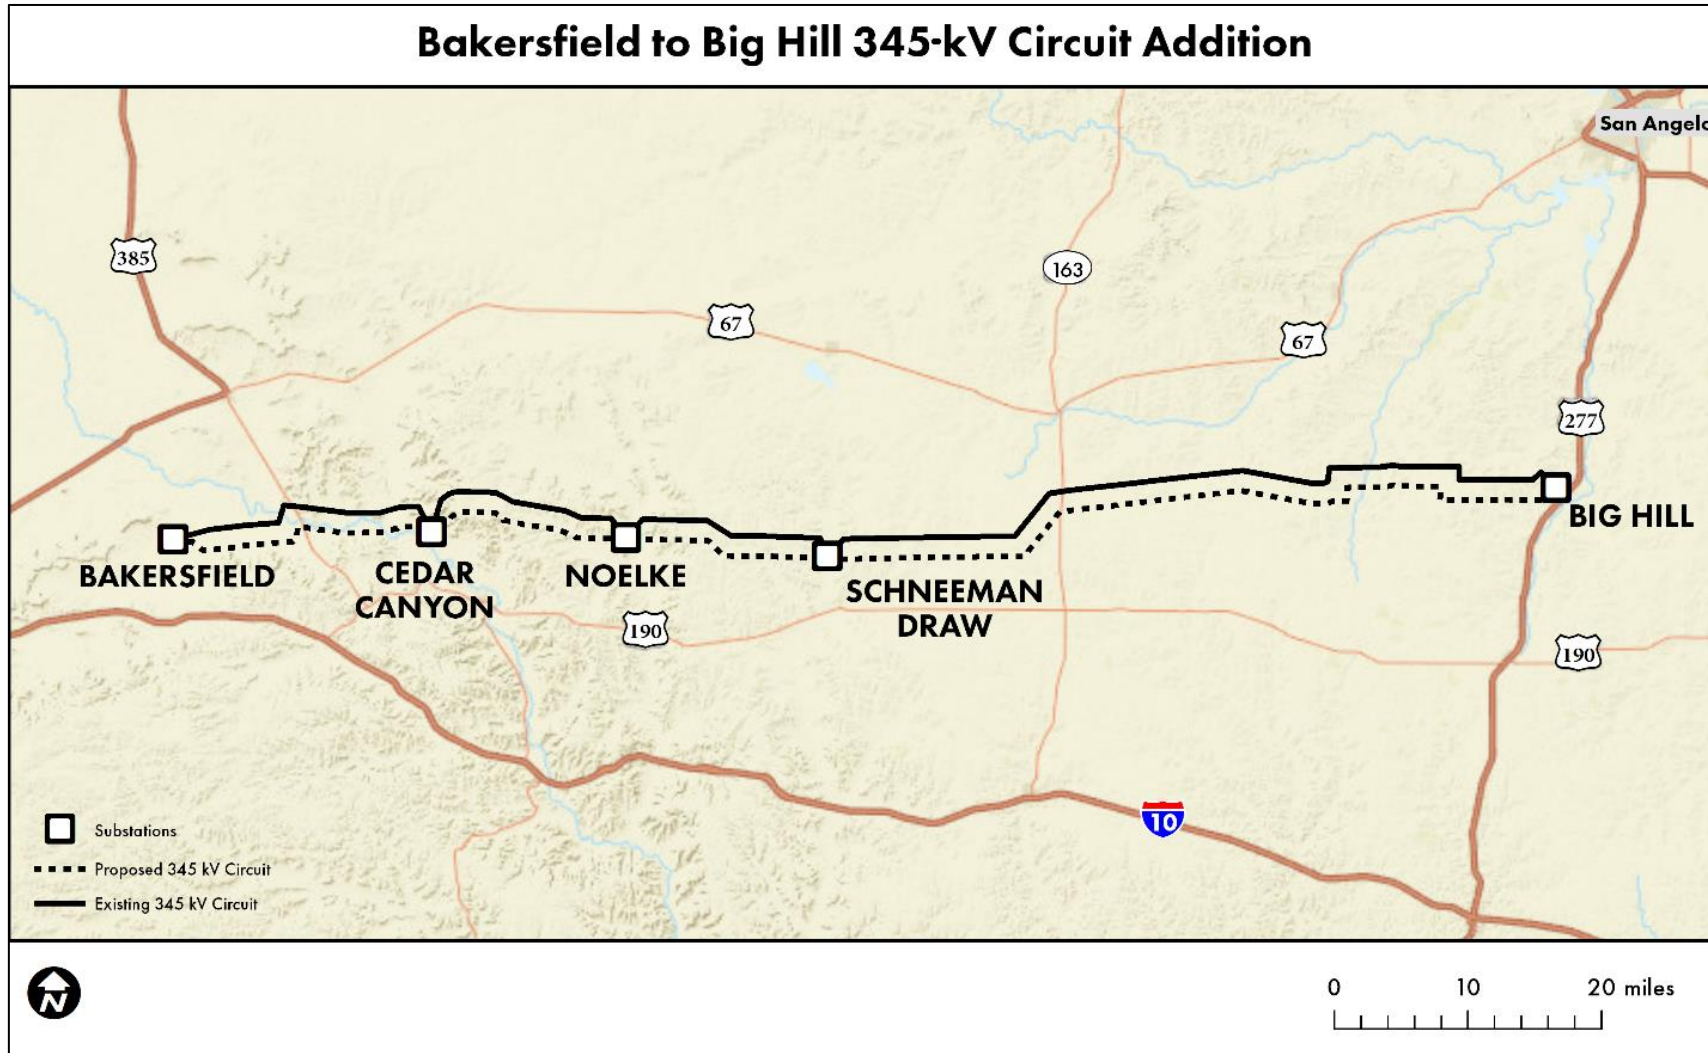 Bakersfield to Big Hill 345-kV Circuit Addition
San Angelo
385
163
67
67
277
BIG HILL
BAKERSFIELD
CEDAR
CANYON
NOELKE
SCHNEEMAN
DRAW
190
190
10
Substations
Proposed 345 kV Circuit
Existing 345 kV Circuit
N
0 10 20 miles